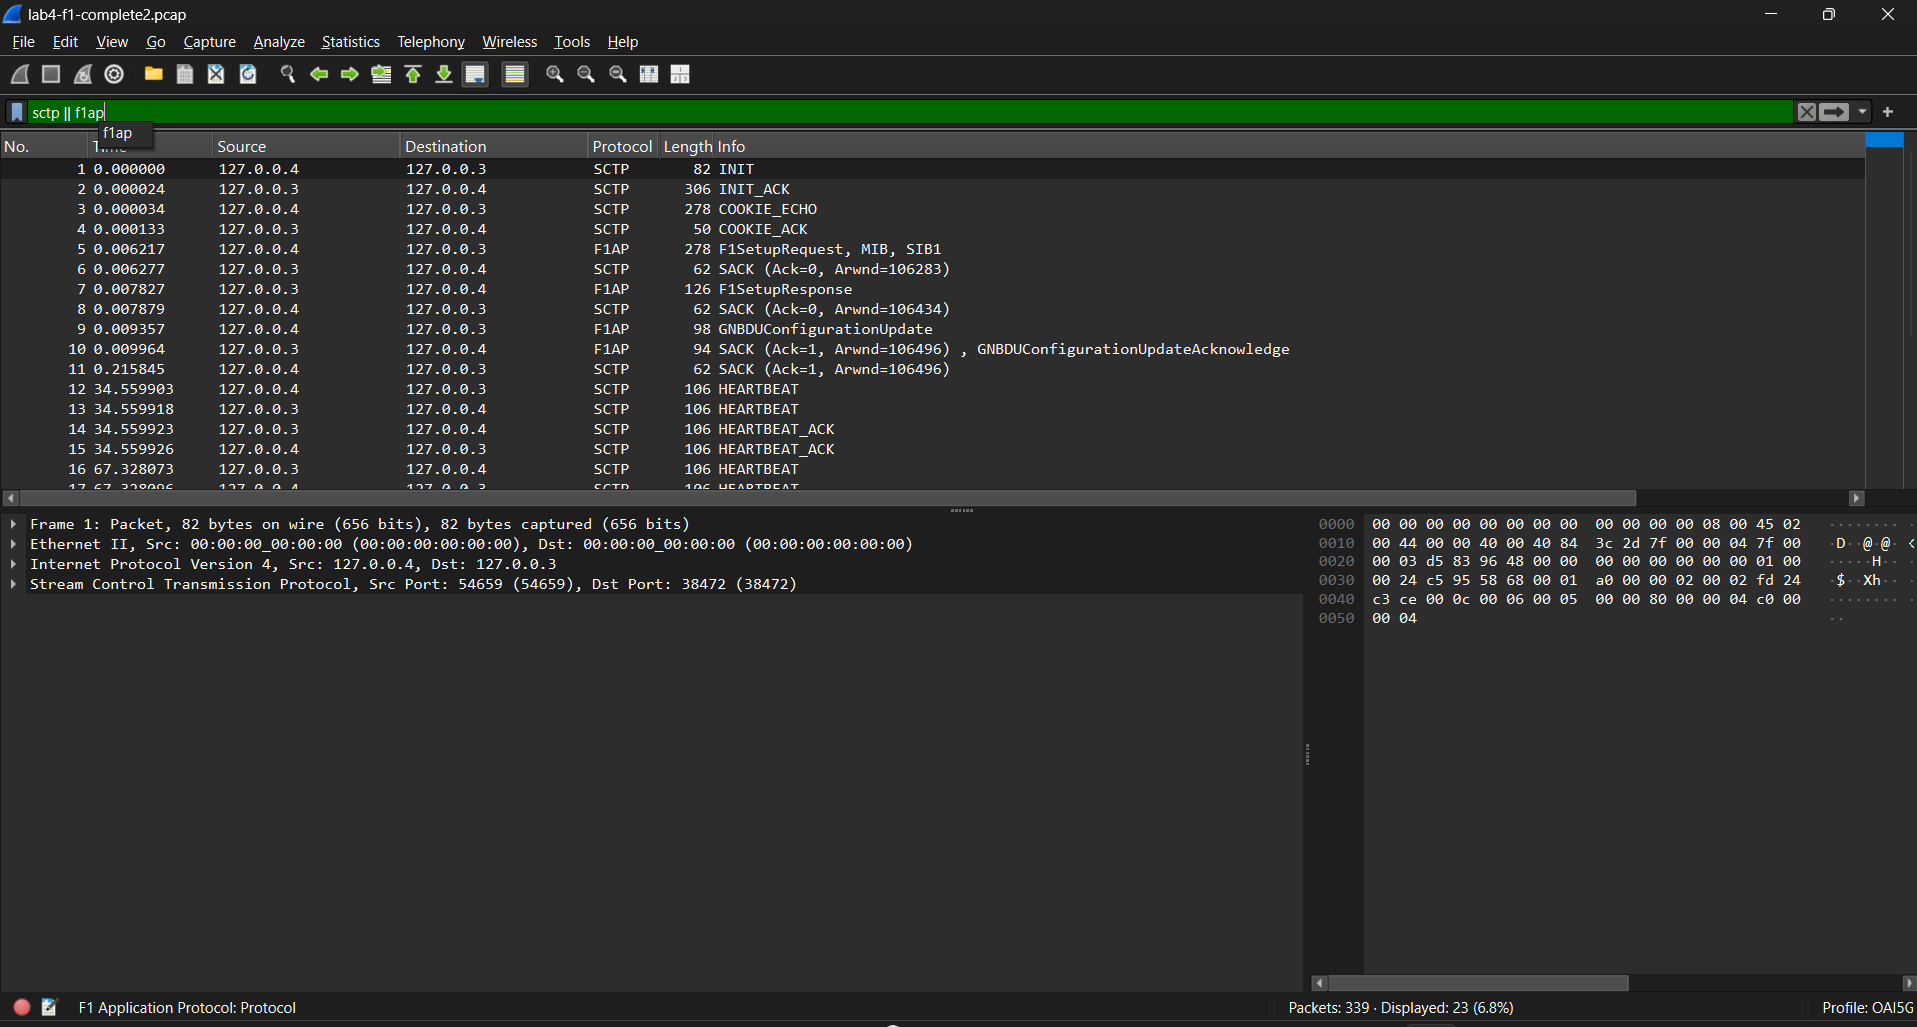 lab4-f1-complete2.pcap
File Edit View Go Capture Analyze Statistics Telephony Wireless Tools Help
sctp || f1ap
f1ap
No. Time Source Destination Protocol Length Info
1 0.000000 127.0.0.4 127.0.0.3 SCTP 82 INIT
2 0.000024 127.0.0.3 127.0.0.4 SCTP 306 INIT_ACK
3 0.000034 127.0.0.4 127.0.0.3 SCTP 278 COOKIE_ECHO
4 0.000133 127.0.0.3 127.0.0.4 SCTP 50 COOKIE_ACK
5 0.006217 127.0.0.4 127.0.0.3 F1AP 278 F1SetupRequest, MIB, SIB1
6 0.006277 127.0.0.3 127.0.0.4 SCTP 62 SACK (Ack=0, Arwnd=106283)
7 0.007827 127.0.0.3 127.0.0.4 F1AP 126 F1SetupResponse
8 0.007879 127.0.0.4 127.0.0.3 SCTP 62 SACK (Ack=0, Arwnd=106434)
9 0.009357 127.0.0.4 127.0.0.3 F1AP 98 GNBDUConfigurationUpdate
10 0.009964 127.0.0.3 127.0.0.4 F1AP 94 SACK (Ack=1, Arwnd=106496) , GNBDUConfigurationUpdateAcknowledge
11 0.215845 127.0.0.4 127.0.0.3 SCTP 62 SACK (Ack=1, Arwnd=106496)
12 34.559903 127.0.0.4 127.0.0.3 SCTP 106 HEARTBEAT
13 34.559918 127.0.0.3 127.0.0.4 SCTP 106 HEARTBEAT
14 34.559923 127.0.0.3 127.0.0.4 SCTP 106 HEARTBEAT_ACK
15 34.559926 127.0.0.4 127.0.0.3 SCTP 106 HEARTBEAT_ACK
16 67.328073 127.0.0.3 127.0.0.4 SCTP 106 HEARTBEAT
17 67.328096 127.0.0.4 127.0.0.3 SCTP 106 HEARTBEAT
Frame 1: Packet, 82 bytes on wire (656 bits), 82 bytes captured (656 bits)
Ethernet II, Src: 00:00:00_00:00:00 (00:00:00:00:00:00), Dst: 00:00:00_00:00:00 (00:00:00:00:00:00)
Internet Protocol Version 4, Src: 127.0.0.4, Dst: 127.0.0.3
Stream Control Transmission Protocol, Src Port: 54659 (54659), Dst Port: 38472 (38472)
0000 00 00 00 00 00 00 00 00 00 00 00 00 08 00 45 02 ········ ·
0010 00 44 00 00 40 00 40 84 3c 2d 7f 00 00 04 7f 00 ·D··@·@· <
0020 00 03 d5 83 96 48 00 00 00 00 00 00 00 00 01 00 ·····H·· ·
0030 00 24 c5 95 58 68 00 01 a0 00 00 02 00 02 fd 24 ·$··Xh·· ·
0040 c3 ce 00 0c 00 06 00 05 00 00 80 00 00 04 c0 00 ········ ·
0050 00 04 ··
F1 Application Protocol: Protocol
Packets: 339 · Displayed: 23 (6.8%)
Profile: OAI5G